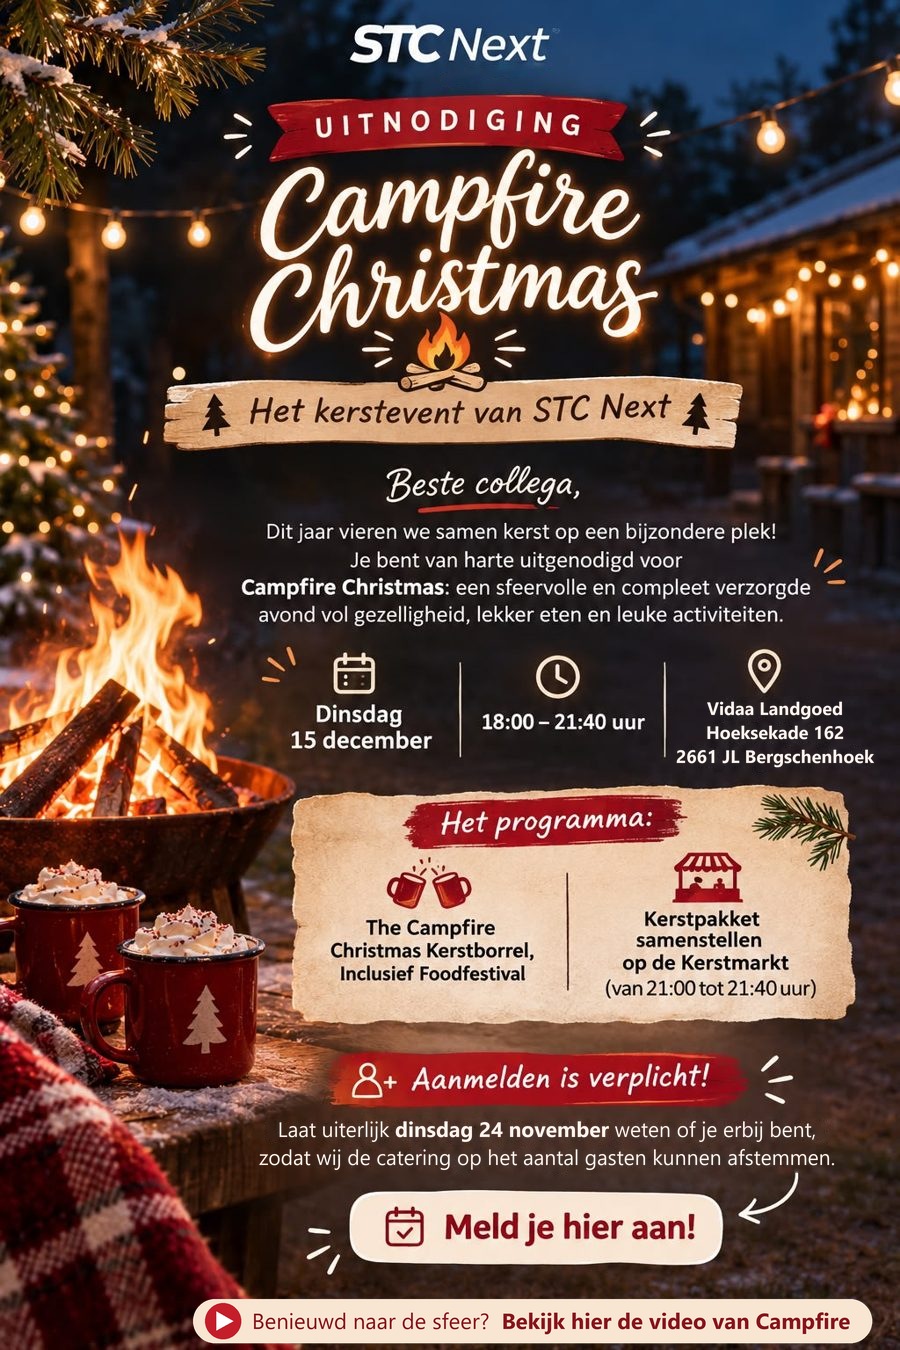 STC Next
UITNODIGING
Campfire
Christmas
Het kerstevent van STC Next
Beste collega,
Dit jaar vieren we samen kerst op een bijzondere plek!
Je bent van harte uitgenodigd voor
Campfire Christmas: een sfeervolle en compleet verzorgde
avond vol gezelligheid, lekker eten en leuke activiteiten.
Dinsdag
15 december
18:00 – 21:40 uur
Vidaa Landgoed
Hoeksekade 162
2661 JL Bergschenhoek
Het programma:
The Campfire
Christmas Kerstborrel,
Inclusief Foodfestival
Kerstpakket
samenstellen
op de Kerstmarkt
(van 21:00 tot 21:40 uur)
Aanmelden is verplicht!
Laat uiterlijk dinsdag 24 november weten of je erbij bent,
zodat wij de catering op het aantal gasten kunnen afstemmen.
Meld je hier aan!
Benieuwd naar de sfeer? Bekijk hier de video van Campfire